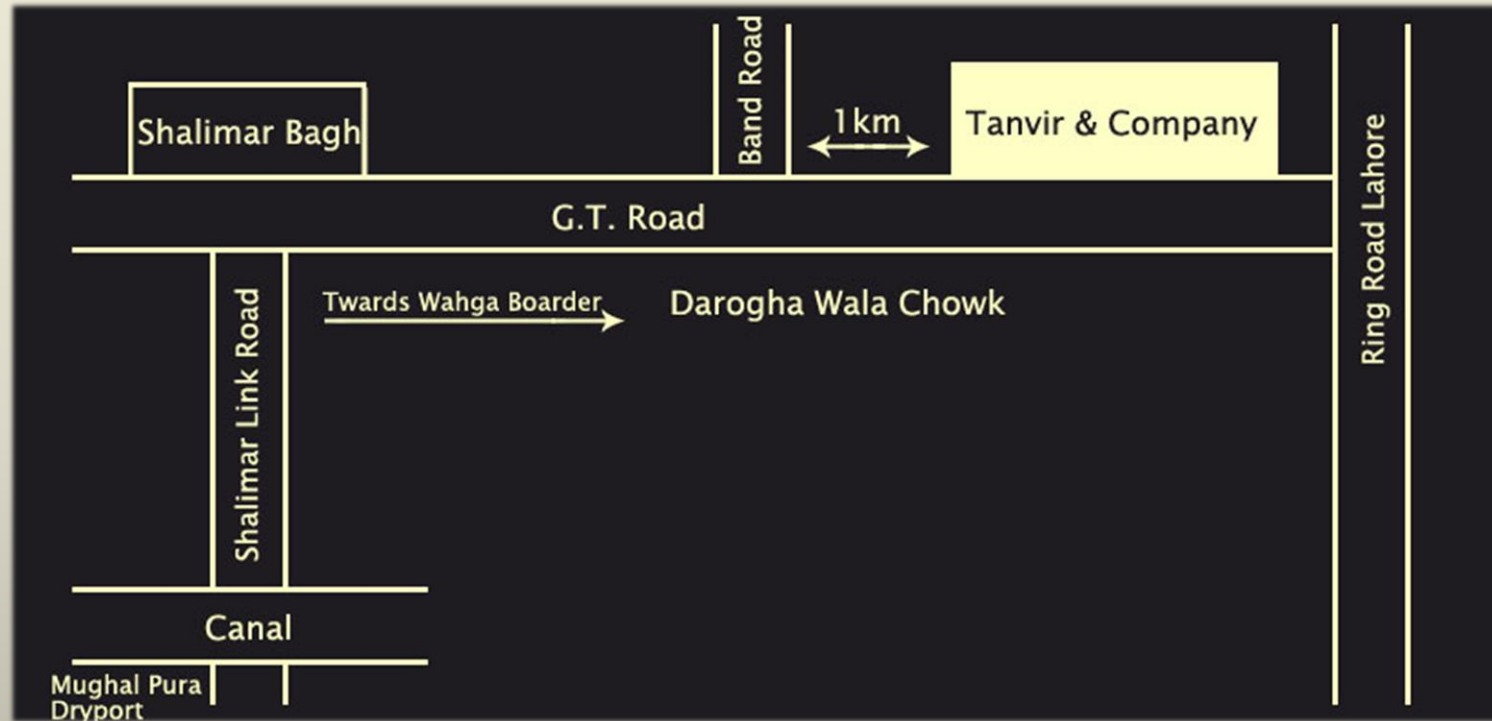 Band Road
Shalimar Bagh
1km
Tanvir & Company
G.T. Road
Ring Road Lahore
Twards Wahga Boarder
Darogha Wala Chowk
Shalimar Link Road
Canal
Mughal Pura
Dryport